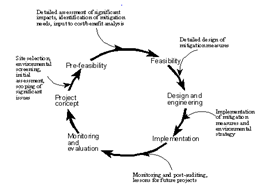 Detailed assessment of significant
impacts, identification of mitigation
needs, input to cost/benefit analysis
Detailed design of
mitigation measures
Feasibility
Pre-feasibility
Site selection,
environmental
screening,
initial
assessment,
scoping of
significant
issues
Project
concept
Design and
engineering
Implementation
of mitigation
measures and
environmental
strategy
Monitoring
and
evaluation
Implementation
Monitoring and post-auditing,
lessons for future projects